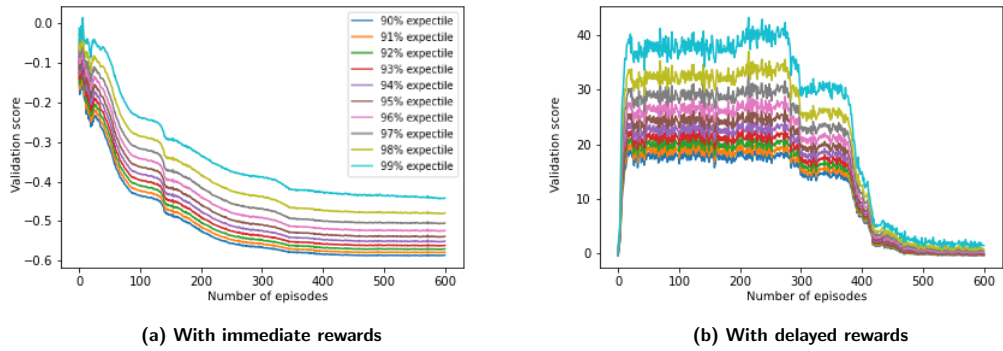 0.0
−0.1
−0.2
−0.3
−0.4
−0.5
−0.6
Validation score
0 100 200 300 400 500 600
Number of episodes
90% expectile
91% expectile
92% expectile
93% expectile
94% expectile
95% expectile
96% expectile
97% expectile
98% expectile
99% expectile
(a) With immediate rewards
40
30
20
10
0
Validation score
0 100 200 300 400 500 600
Number of episodes
(b) With delayed rewards